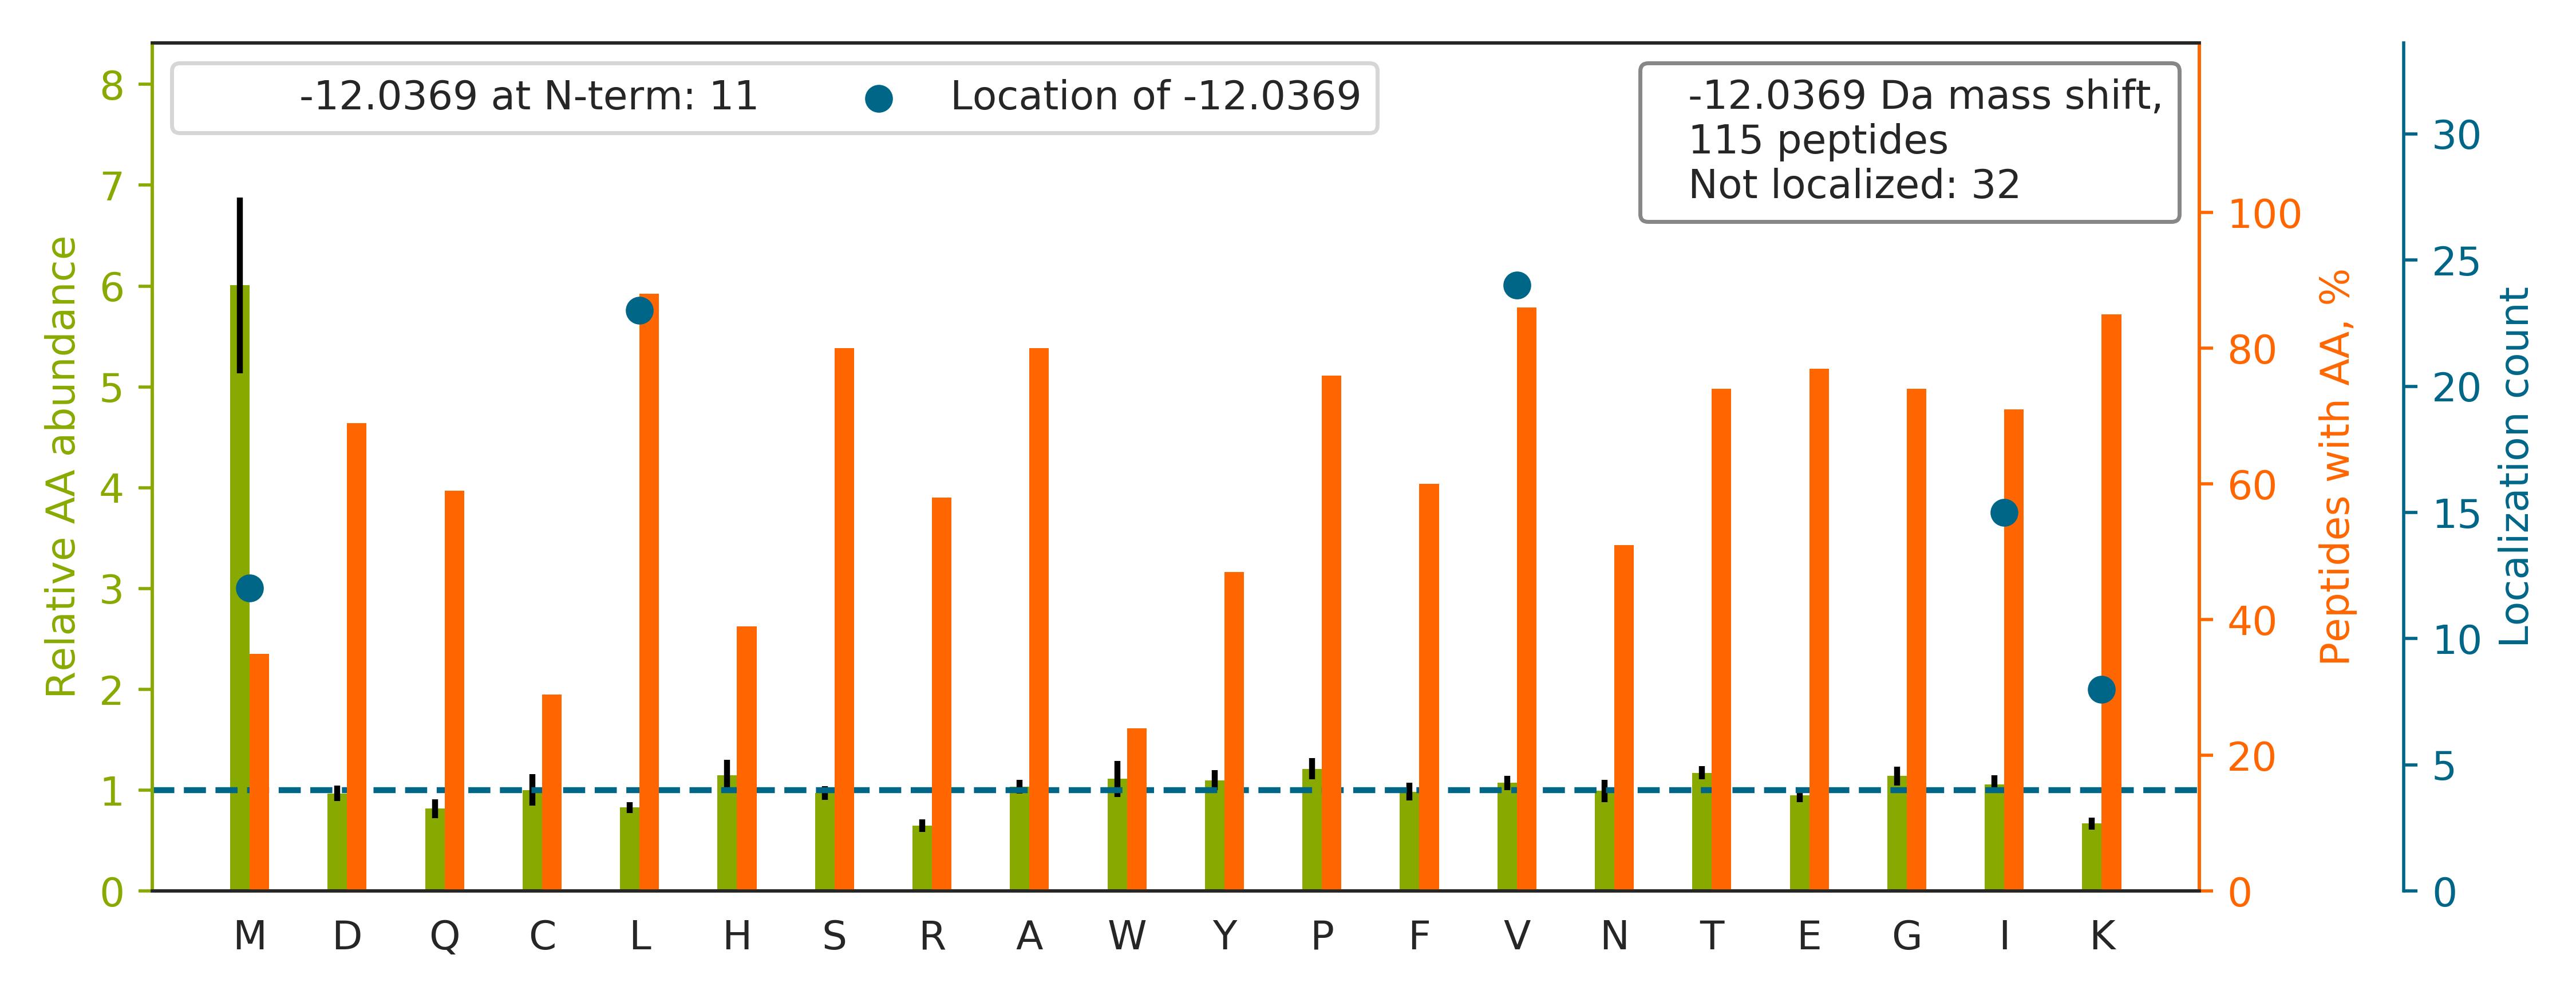 -12.0369 at N-term: 11
Location of -12.0369
-12.0369 Da mass shift,
115 peptides
Not localized: 32
Relative AA abundance
8
7
6
5
4
3
2
1
0
M D Q C L H S R A W Y P F V N T E G I K
100
80
60
40
20
0
Peptides with AA, %
30
25
20
15
10
5
0
Localization count